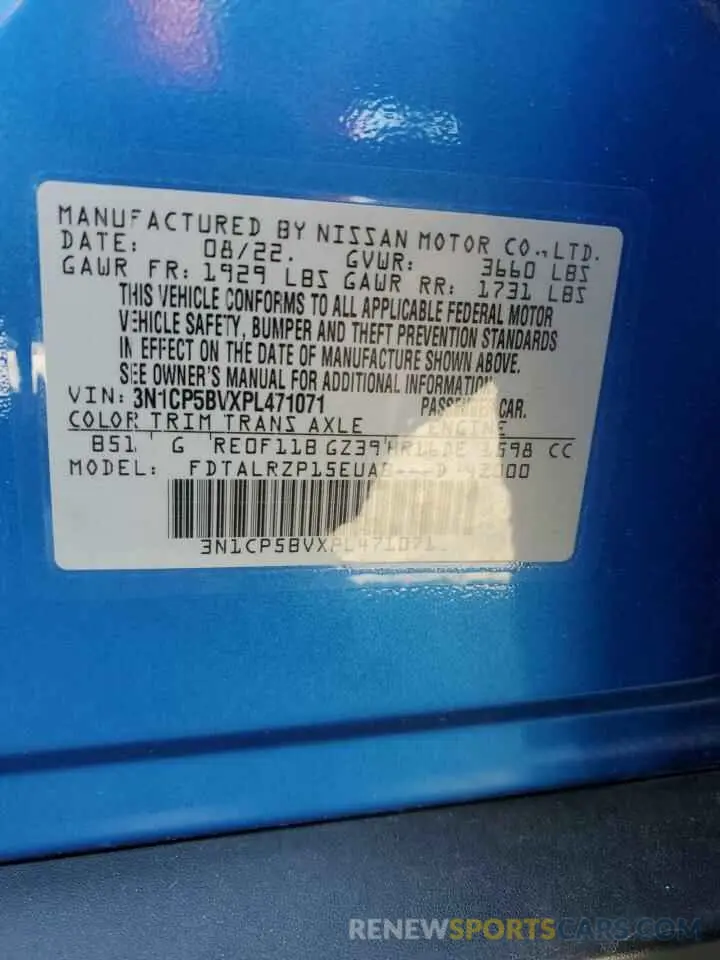 MANUFACTURED BY NISSAN MOTOR CO.,LTD.
DATE: 08/22. GVWR: 3660 LBS
GAWR FR: 1929 LBS GAWR RR: 1731 LBS
THIS VEHICLE CONFORMS TO ALL APPLICABLE FEDERAL MOTOR
VEHICLE SAFETY, BUMPER AND THEFT PREVENTION STANDARDS
IN EFFECT ON THE DATE OF MANUFACTURE SHOWN ABOVE.
SEE OWNER'S MANUAL FOR ADDITIONAL INFORMATION
VIN: 3N1CP5BVXPL471071 PASSENGER CAR.
COLOR TRIM TRANS AXLE ENGINE
B51 G RE0F11B GZ39 HR16DE 1598 CC
MODEL:
3N1CP5BVXPL471071
RENEWSPORTSCARS.COM